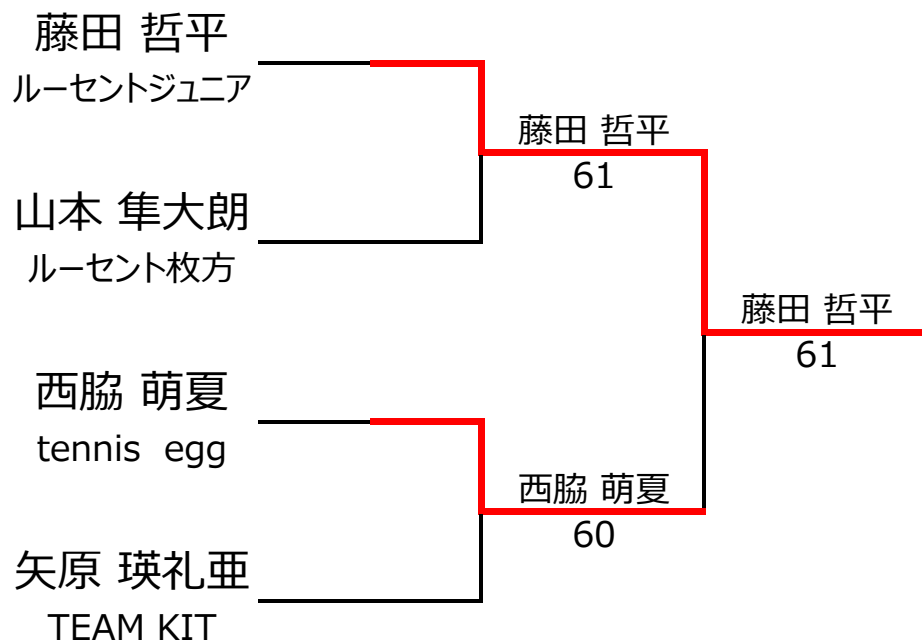 藤田 哲平
ルーセントジュニア
藤田 哲平
61
山本 隼大朗
ルーセント枚方
藤田 哲平
61
西脇 萌夏
tennis egg
西脇 萌夏
60
矢原 瑛礼亜
TEAM KIT